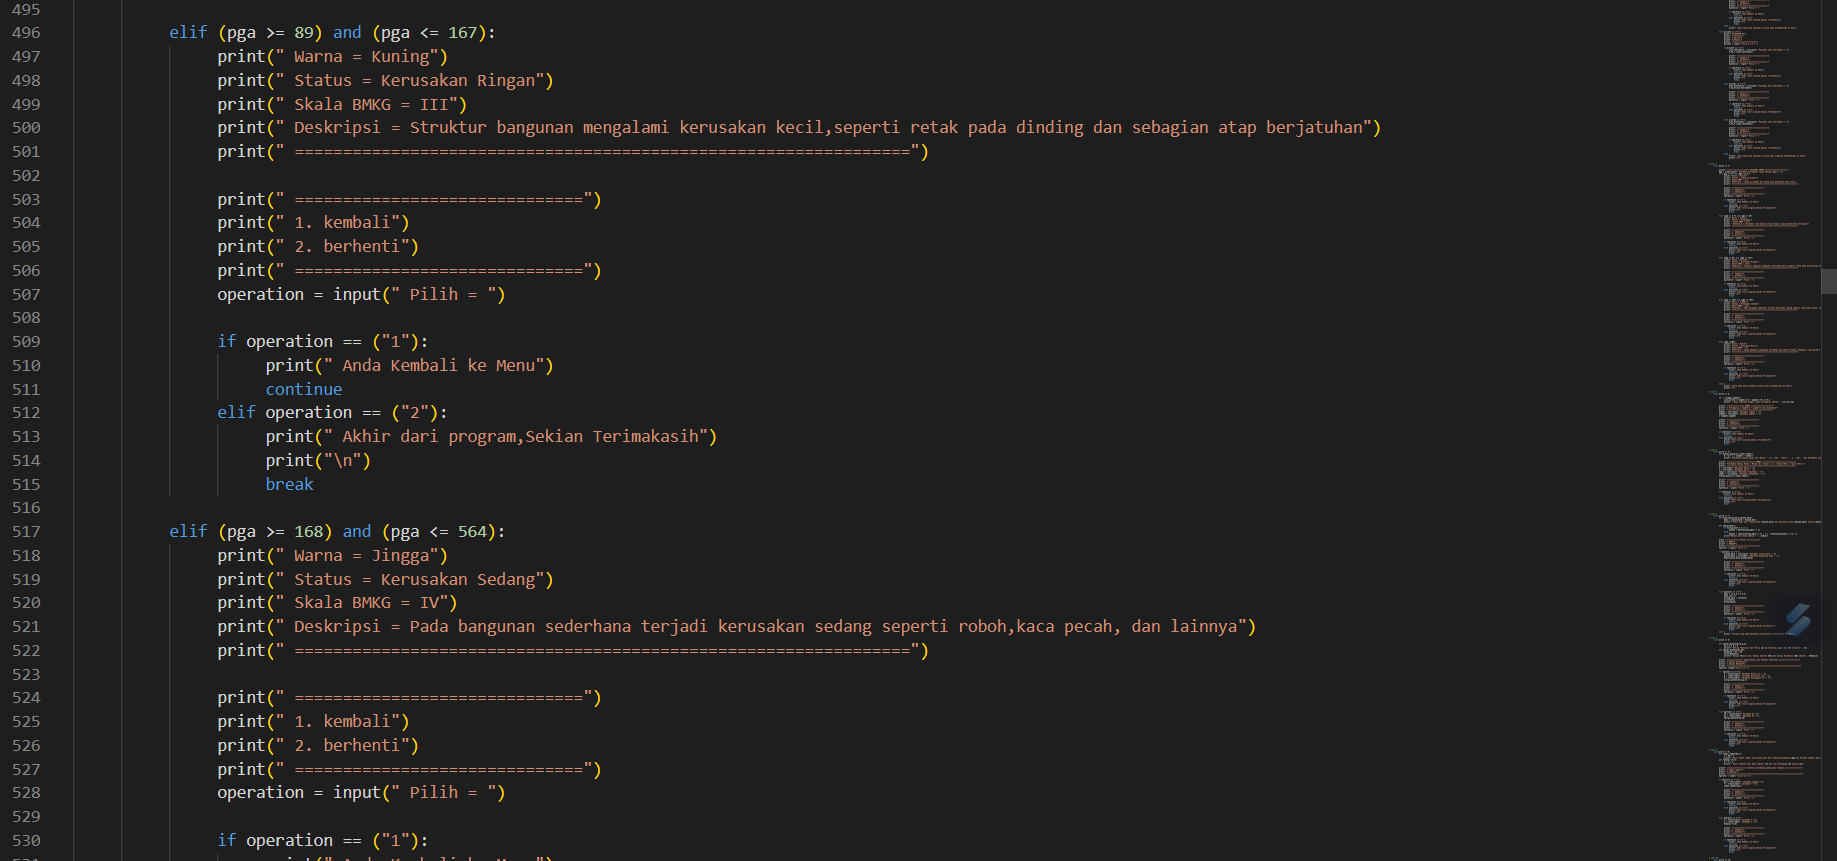 495
496 elif (pga >= 89) and (pga <= 167):
497 print(" Warna = Kuning")
498 print(" Status = Kerusakan Ringan")
499 print(" Skala BMKG = III")
500 print(" Deskripsi = Struktur bangunan mengalami kerusakan kecil,seperti retak pada dinding dan sebagian atap berjatuhan")
501 print(" ================================================================")
502
503 print(" ==============================")
504 print(" 1. kembali")
505 print(" 2. berhenti")
506 print(" ==============================")
507 operation = input(" Pilih = ")
508
509 if operation == ("1"):
510 print(" Anda Kembali ke Menu")
511 continue
512 elif operation == ("2"):
513 print(" Akhir dari program,Sekian Terimakasih")
514 print("\n")
515 break
516
517 elif (pga >= 168) and (pga <= 564):
518 print(" Warna = Jingga")
519 print(" Status = Kerusakan Sedang")
520 print(" Skala BMKG = IV")
521 print(" Deskripsi = Pada bangunan sederhana terjadi kerusakan sedang seperti roboh,kaca pecah, dan lainnya")
522 print(" ================================================================")
523
524 print(" ==============================")
525 print(" 1. kembali")
526 print(" 2. berhenti")
527 print(" ==============================")
528 operation = input(" Pilih = ")
529
530 if operation == ("1"):